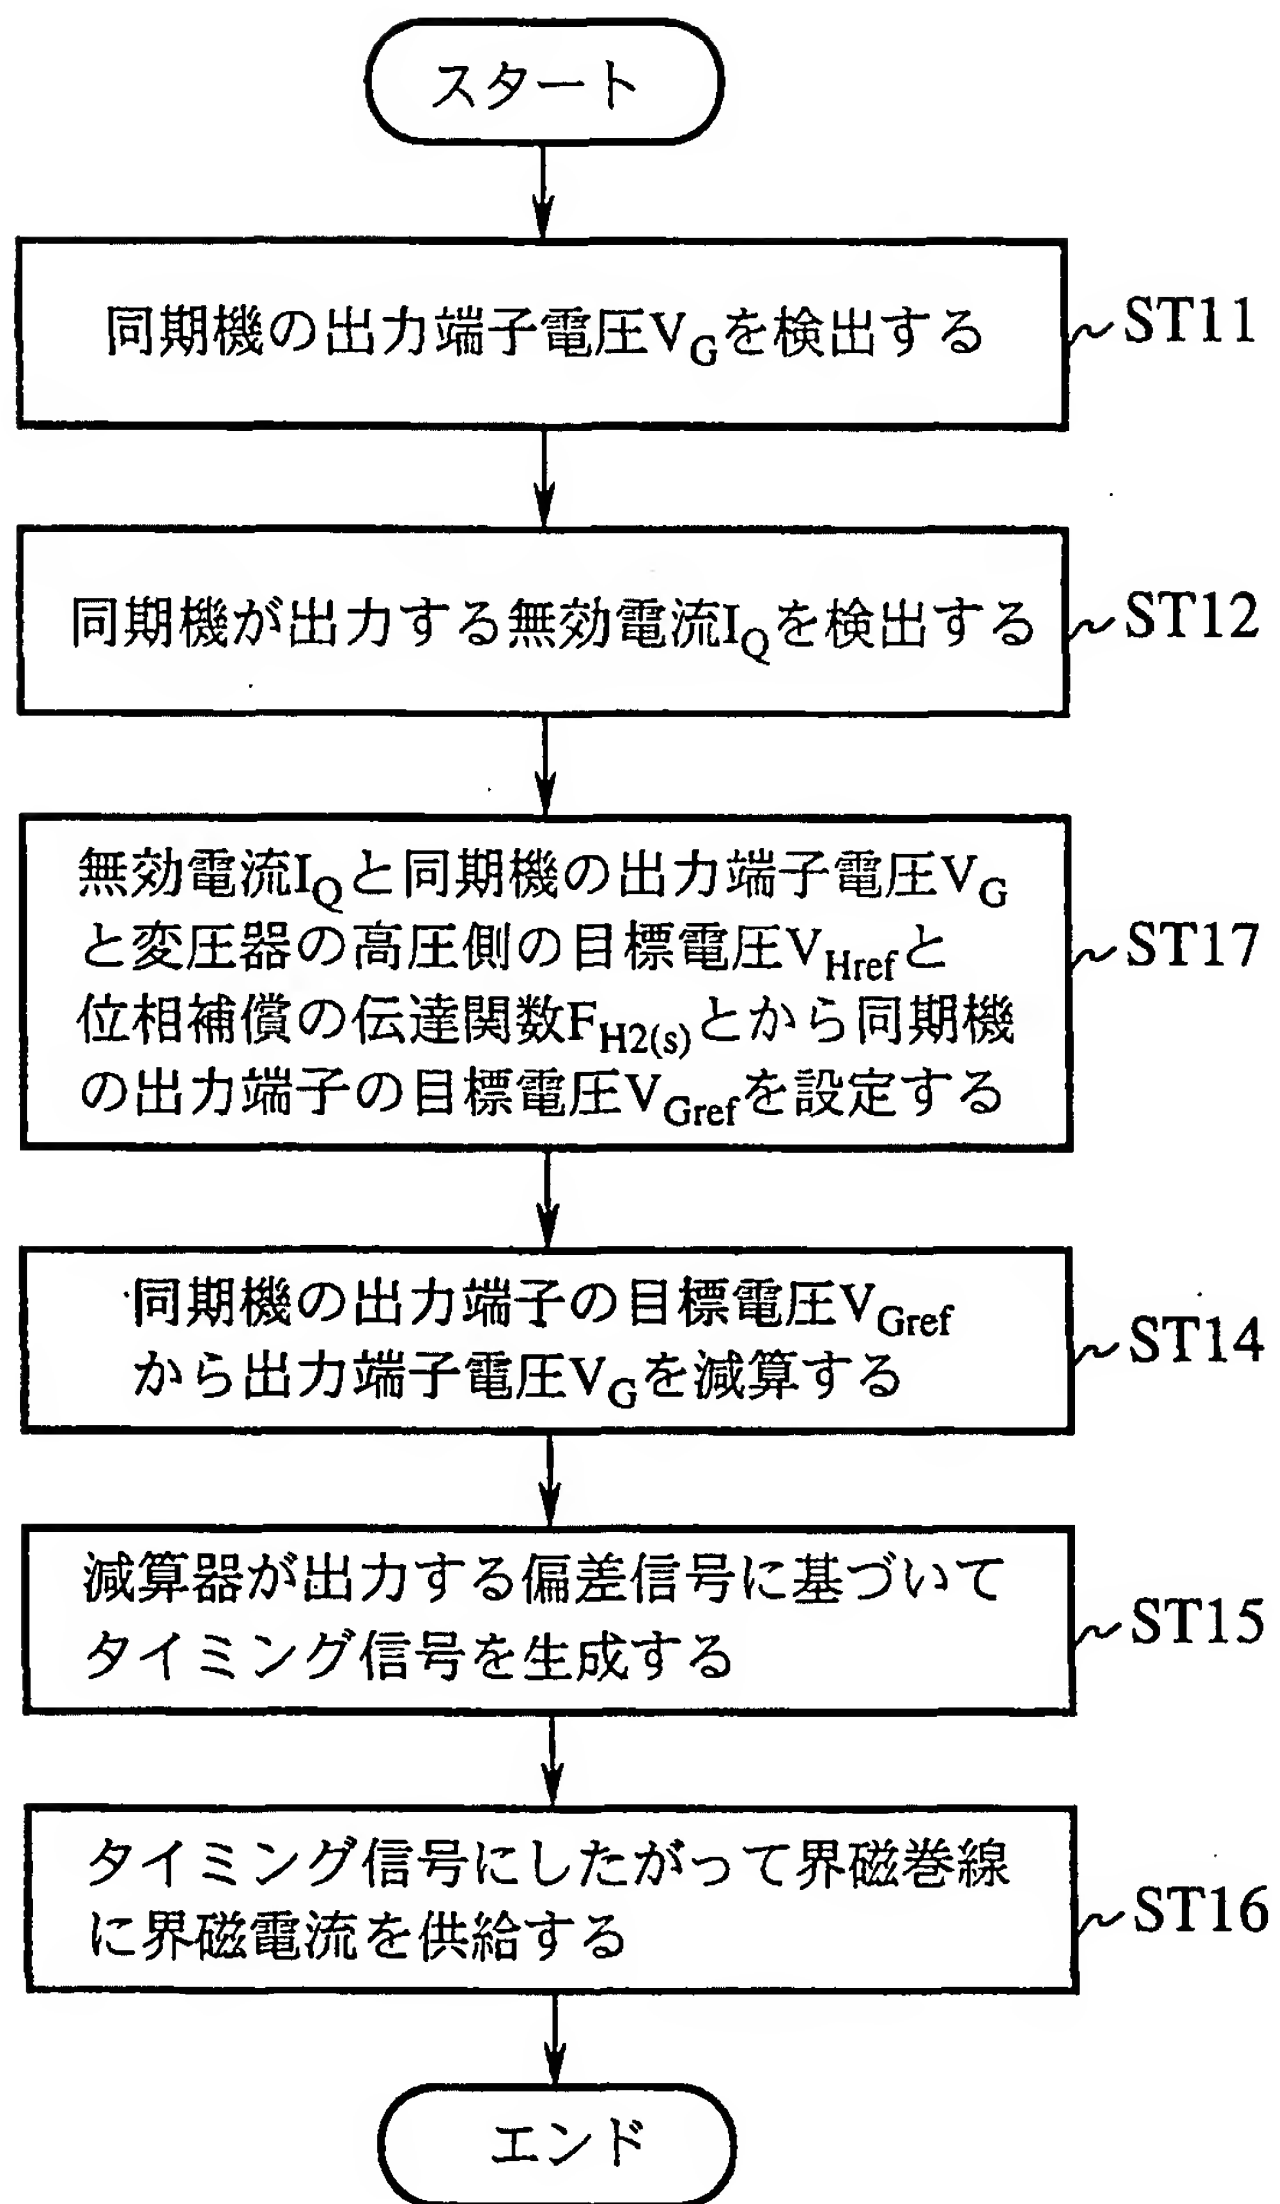 スタート
同期機の出力端子電圧VGを検出する
ST11
同期機が出力する無効電流IQを検出する
ST12
無効電流IQと同期機の出力端子電圧VG
と変圧器の高圧側の目標電圧VHrefと
位相補償の伝達関数FH2(s)とから同期機
の出力端子の目標電圧VGrefを設定する
ST17
同期機の出力端子の目標電圧VGref
から出力端子電圧VGを減算する
ST14
減算器が出力する偏差信号に基づいて
タイミング信号を生成する
ST15
タイミング信号にしたがって界磁巻線
に界磁電流を供給する
ST16
エンド